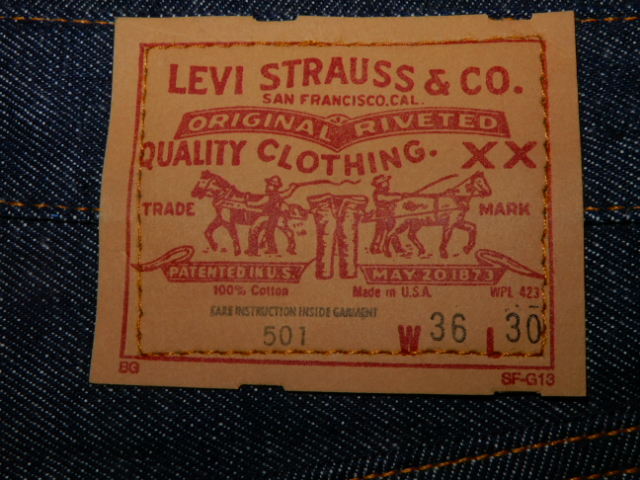 LEVI STRAUSS & CO.
SAN FRANCISCO, CAL.
ORIGINAL RIVETED
QUALITY CLOTHING. XX
TRADE MARK
PATENTED IN U.S. MAY 20 1873
100% Cotton Made in U.S.A. WPL 423
KARE INSTRUCTION INSIDE GARMENT
501 W 36 L 30
BG SF-G13